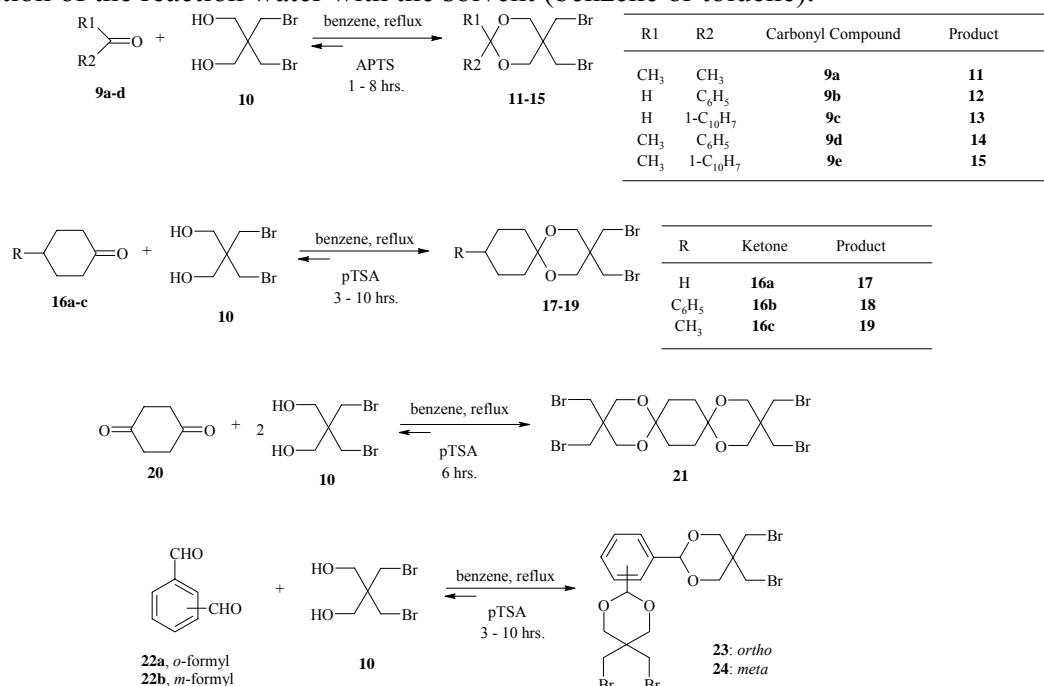 tion of the reaction water with the solvent (benzene or toluene).
R1
R2
O
+
HO
HO
Br
Br
benzene, reflux
APTS
1 - 8 hrs.
R1
R2
O
O
Br
Br
9a-d
10
11-15
R1 R2 Carbonyl Compound Product
CH3 CH3 9a 11
H C6H5 9b 12
H 1-C10H7 9c 13
CH3 C6H5 9d 14
CH3 1-C10H7 9e 15
R
O
+
HO
HO
Br
Br
benzene, reflux
pTSA
3 - 10 hrs.
R
O
O
Br
Br
16a-c
10
17-19
R Ketone Product
H 16a 17
C6H5 16b 18
CH3 16c 19
O
O
+ 2
HO
HO
Br
Br
benzene, reflux
pTSA
6 hrs.
Br
Br
O
O
O
O
Br
Br
20
10
21
CHO
CHO
+
HO
HO
Br
Br
benzene, reflux
pTSA
3 - 10 hrs.
O
O
Br
Br
O
O
Br
Br
22a, o-formyl
22b, m-formyl
10
23: ortho
24: meta